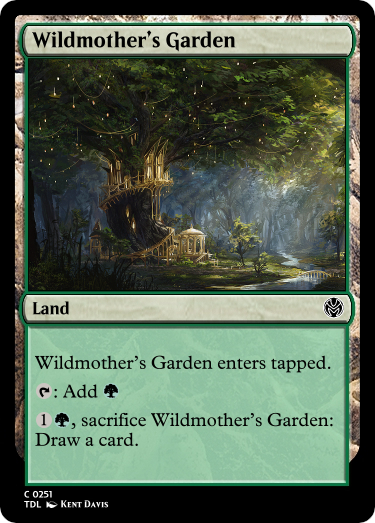 Wildmother's Garden
Land
Wildmother's Garden enters tapped.
: Add
1 , sacrifice Wildmother's Garden:
Draw a card.
C 0251
TDL Kent Davis